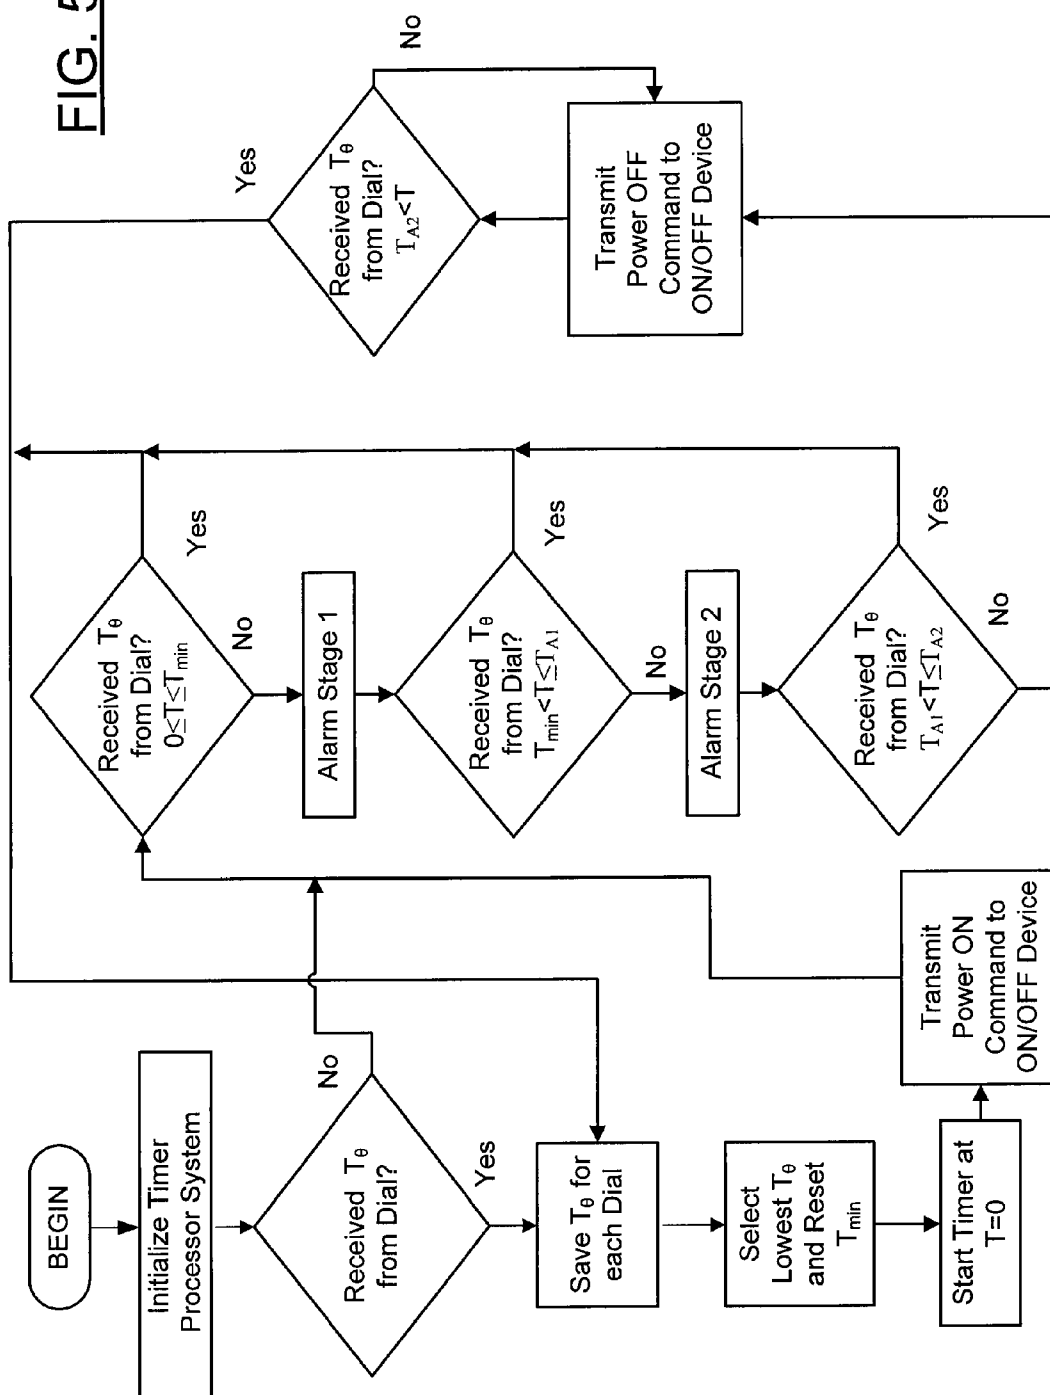 FIG. 5
BEGIN
Initialize Timer
Processor System
Received Tθ
from Dial?
No
Yes
Save Tθ for
each Dial
Select
Lowest Tθ
and Reset
Tmin
Start Timer at
T=0
Transmit
Power ON
Command to
ON/OFF Device
Received Tθ
from Dial?
0≤T≤Tmin
Yes
No
Alarm Stage 1
Received Tθ
from Dial?
Tmin<T≤TA1
Yes
No
Alarm Stage 2
Received Tθ
from Dial?
TA1<T≤TA2
Yes
No
Received Tθ
from Dial?
TA2<T
Yes
No
Transmit
Power OFF
Command to
ON/OFF Device